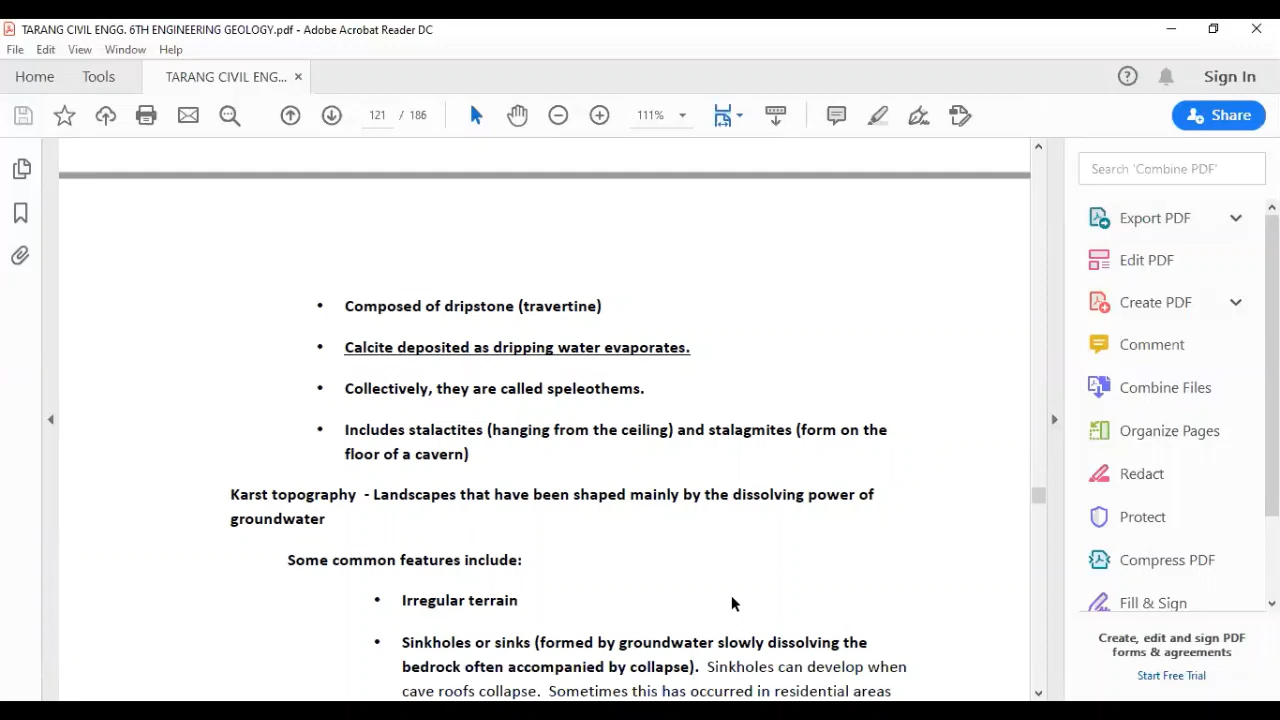 TARANG CIVIL ENGG. 6TH ENGINEERING GEOLOGY.pdf - Adobe Acrobat Reader DC
File Edit View Window Help
Home Tools TARANG CIVIL ENG... × Sign In
121 / 186 111% Share
Search 'Combine PDF'
Export PDF
Edit PDF
Create PDF
Comment
Combine Files
Organize Pages
Redact
Protect
Compress PDF
Fill & Sign
Create, edit and sign PDF
forms & agreements
Start Free Trial
• Composed of dripstone (travertine)
• Calcite deposited as dripping water evaporates.
• Collectively, they are called speleothems.
• Includes stalactites (hanging from the ceiling) and stalagmites (form on the
floor of a cavern)
Karst topography - Landscapes that have been shaped mainly by the dissolving power of
groundwater
Some common features include:
• Irregular terrain
• Sinkholes or sinks (formed by groundwater slowly dissolving the
bedrock often accompanied by collapse). Sinkholes can develop when
cave roofs collapse. Sometimes this has occurred in residential areas